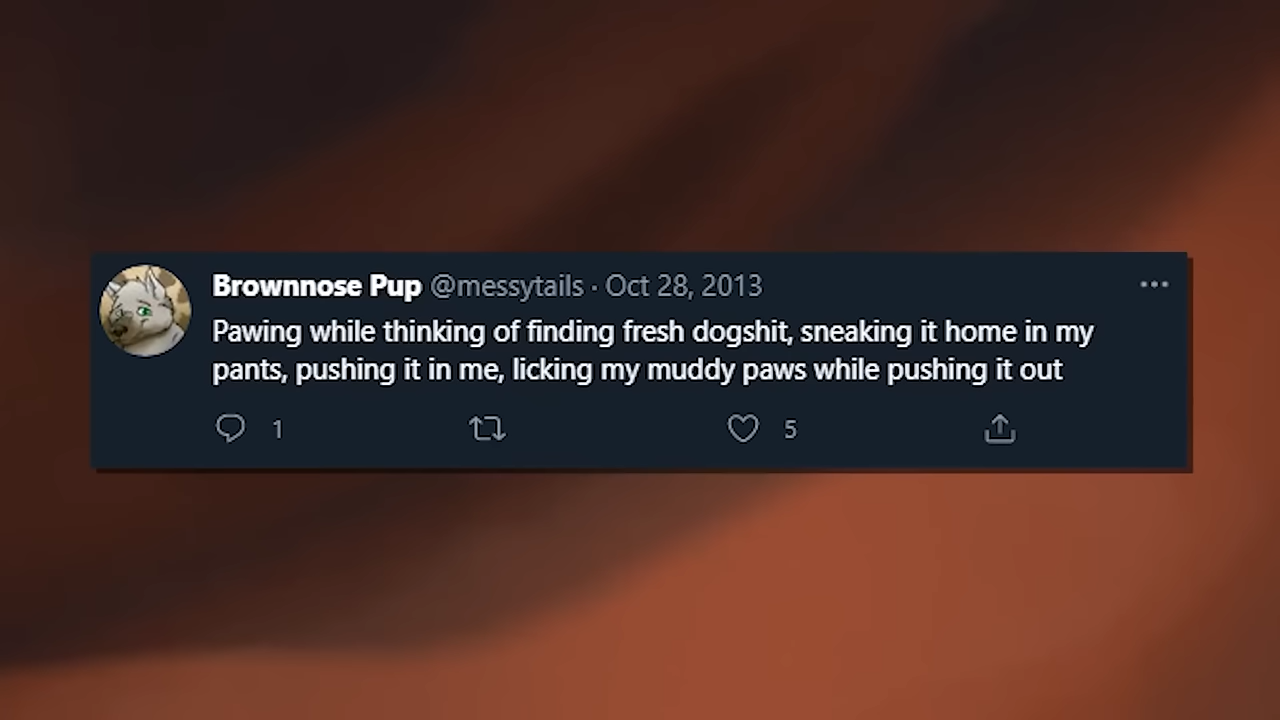 Brownnose Pup @messytails · Oct 28, 2013
Pawing while thinking of finding fresh dogshit, sneaking it home in my
pants, pushing it in me, licking my muddy paws while pushing it out
1 5